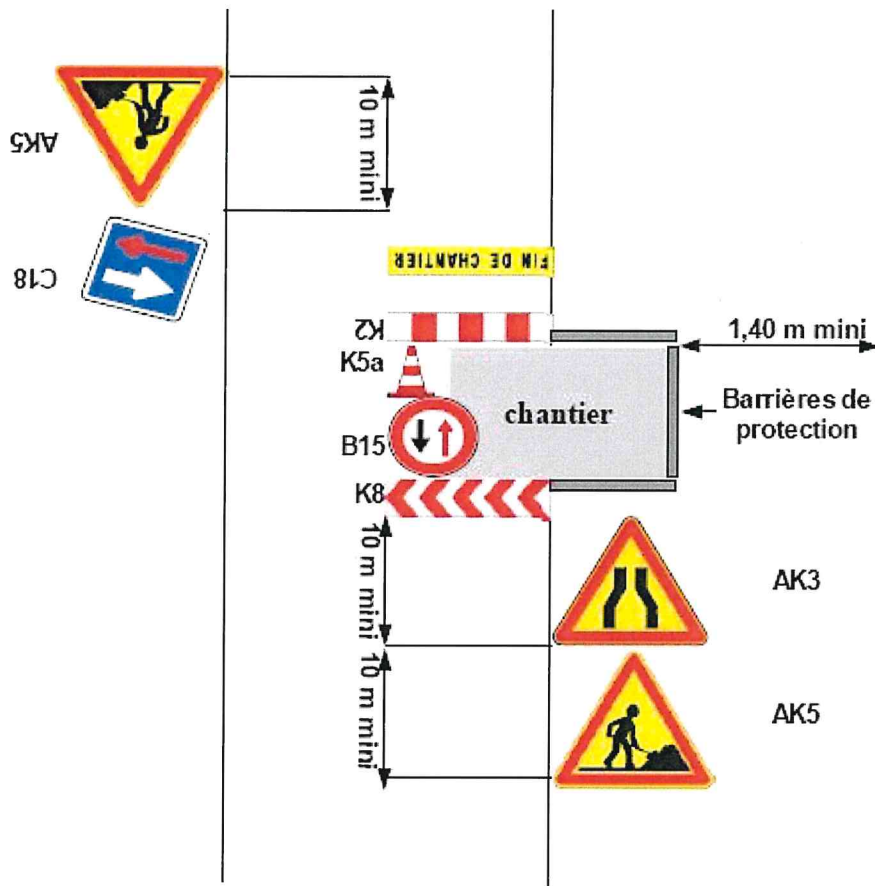 AK5
10 m mini
C18
FIN DE CHANTIER
K2
K5a
1,40 m mini
chantier
Barrières de
protection
B15
K8
10 m mini
AK3
10 m mini
AK5